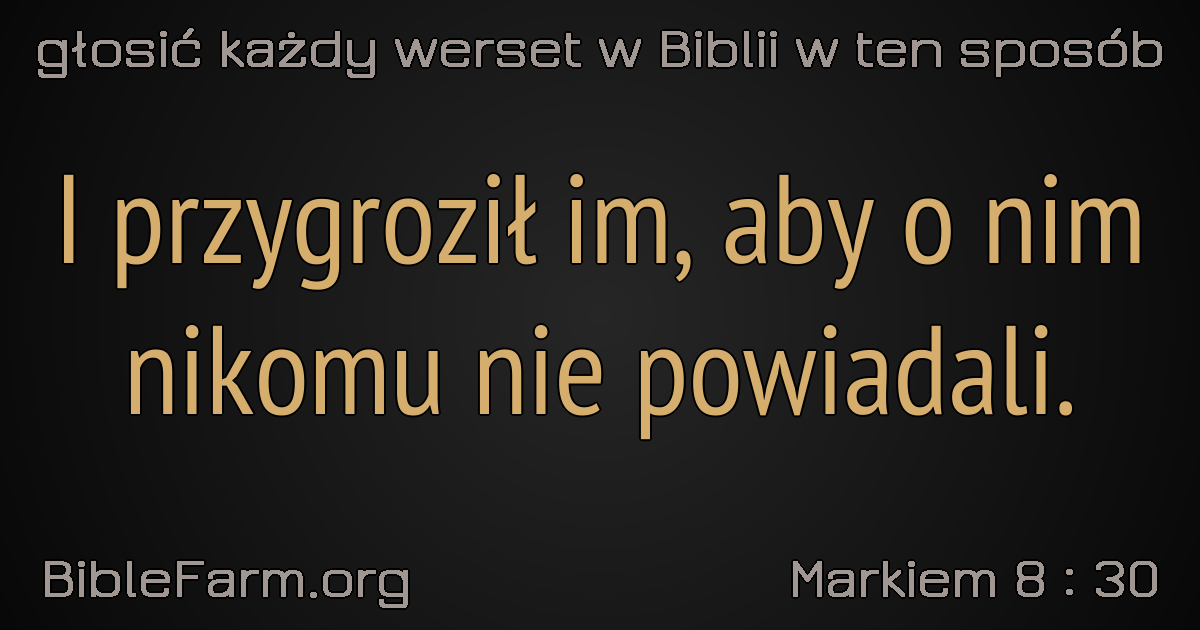 głosić każdy werset w Biblii w ten sposób
I przygroził im, aby o nim
nikomu nie powiadali.
BibleFarm.org
Markiem 8 : 30